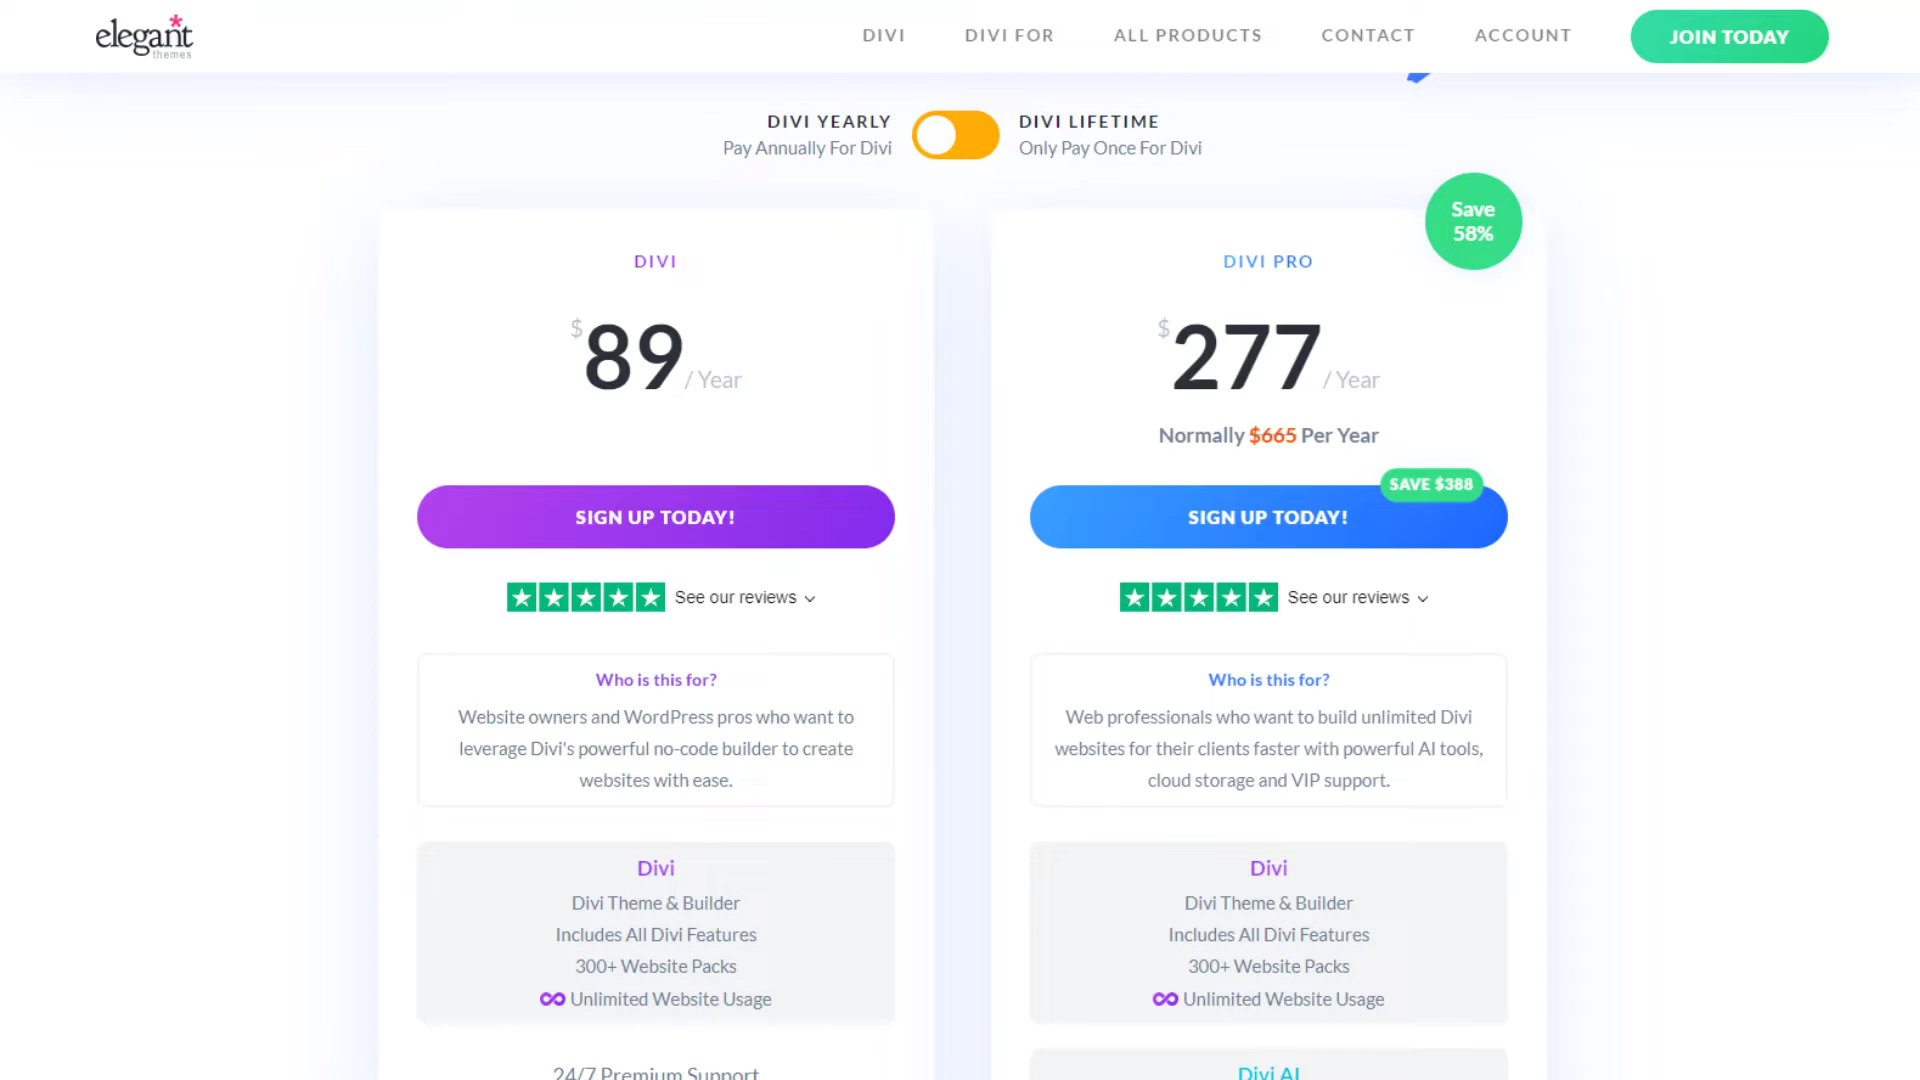 elegant
themes
DIVI
DIVI FOR
ALL PRODUCTS
CONTACT
ACCOUNT
JOIN TODAY
DIVI YEARLY
Pay Annually For Divi
DIVI LIFETIME
Only Pay Once For Divi
DIVI
$89 / Year
SIGN UP TODAY!
See our reviews
Who is this for?
Website owners and WordPress pros who want to
leverage Divi's powerful no-code builder to create
websites with ease.
Divi
Divi Theme & Builder
Includes All Divi Features
300+ Website Packs
Unlimited Website Usage
24/7 Premium Support
Save
58%
DIVI PRO
$277 / Year
Normally $665 Per Year
SAVE $388
SIGN UP TODAY!
See our reviews
Who is this for?
Web professionals who want to build unlimited Divi
websites for their clients faster with powerful AI tools,
cloud storage and VIP support.
Divi
Divi Theme & Builder
Includes All Divi Features
300+ Website Packs
Unlimited Website Usage
Divi AI